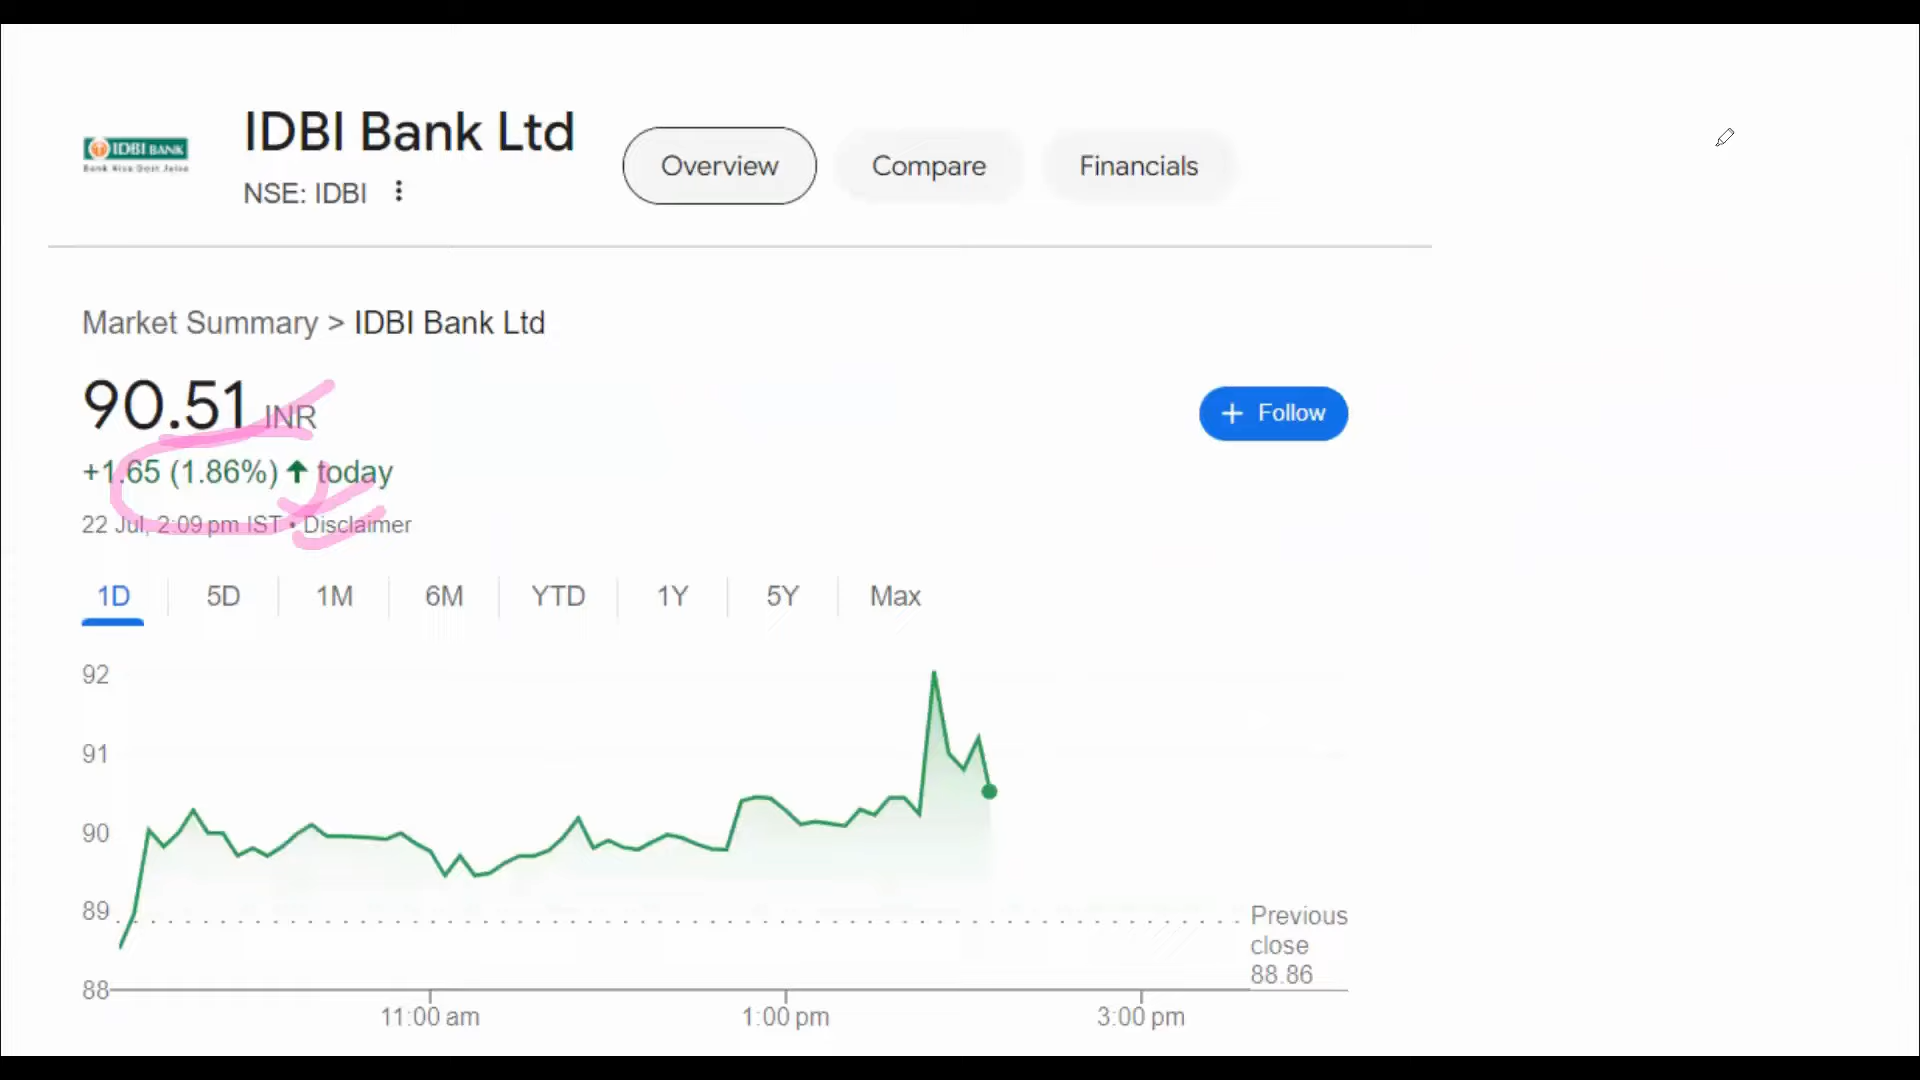 IDBI BANK
IDBI Bank Ltd
NSE: IDBI
Overview
Compare
Financials
Market Summary > IDBI Bank Ltd
90.51 INR
+1.65 (1.86%) today
Follow
22 Jul, 2:09 pm IST • Disclaimer
1D
5D
1M
6M
YTD
1Y
5Y
Max
92
91
90
89
88
Previous
close
88.86
11:00 am
1:00 pm
3:00 pm